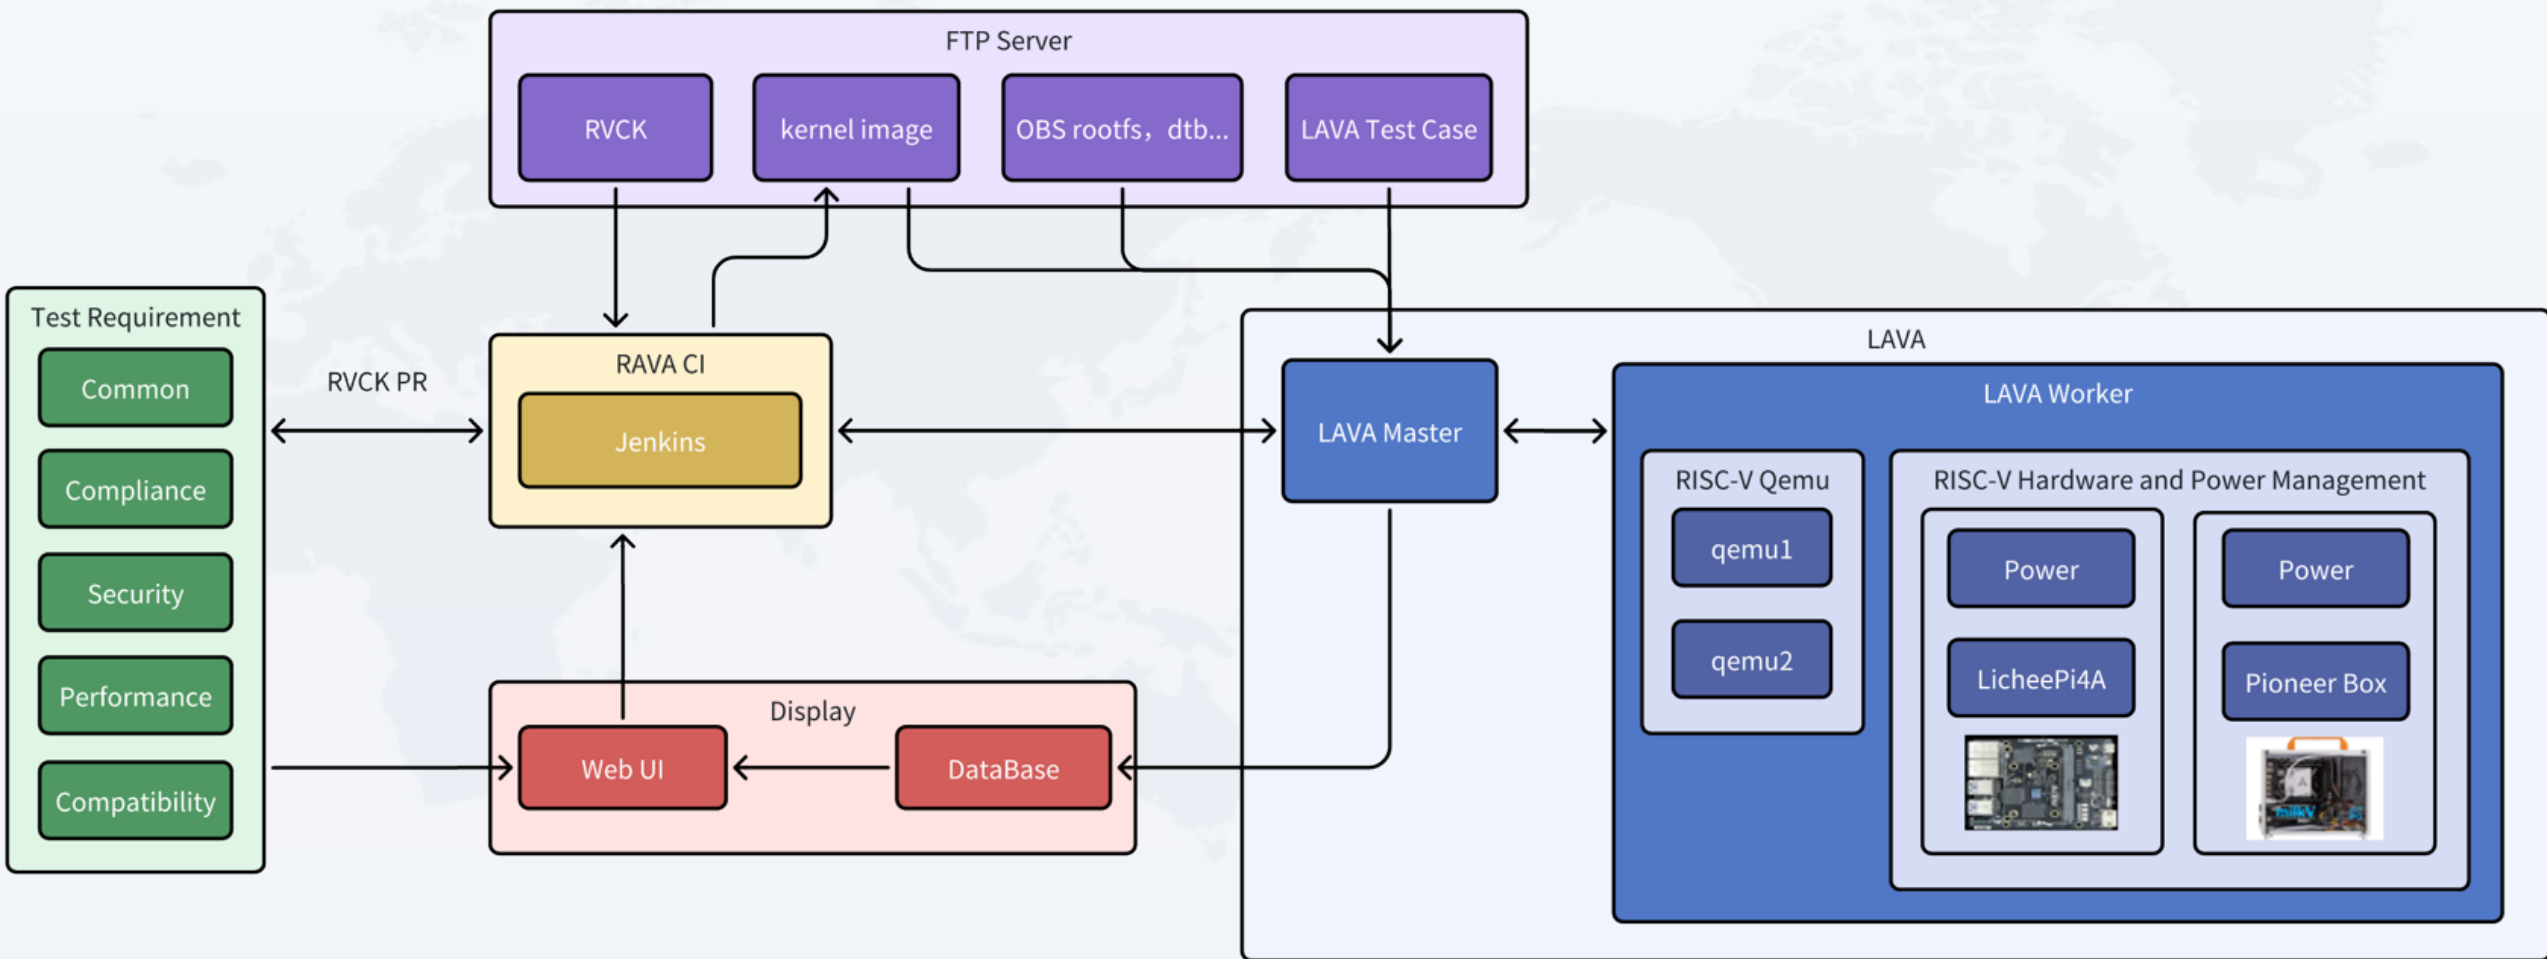 FTP Server
RVCK
kernel image
OBS rootfs，dtb...
LAVA Test Case
Test Requirement
Common
Compliance
Security
Performance
Compatibility
RVCK PR
RAVA CI
Jenkins
Display
Web UI
DataBase
LAVA
LAVA Master
LAVA Worker
RISC-V Qemu
qemu1
qemu2
RISC-V Hardware and Power Management
Power
LicheePi4A
Power
Pioneer Box
milkV